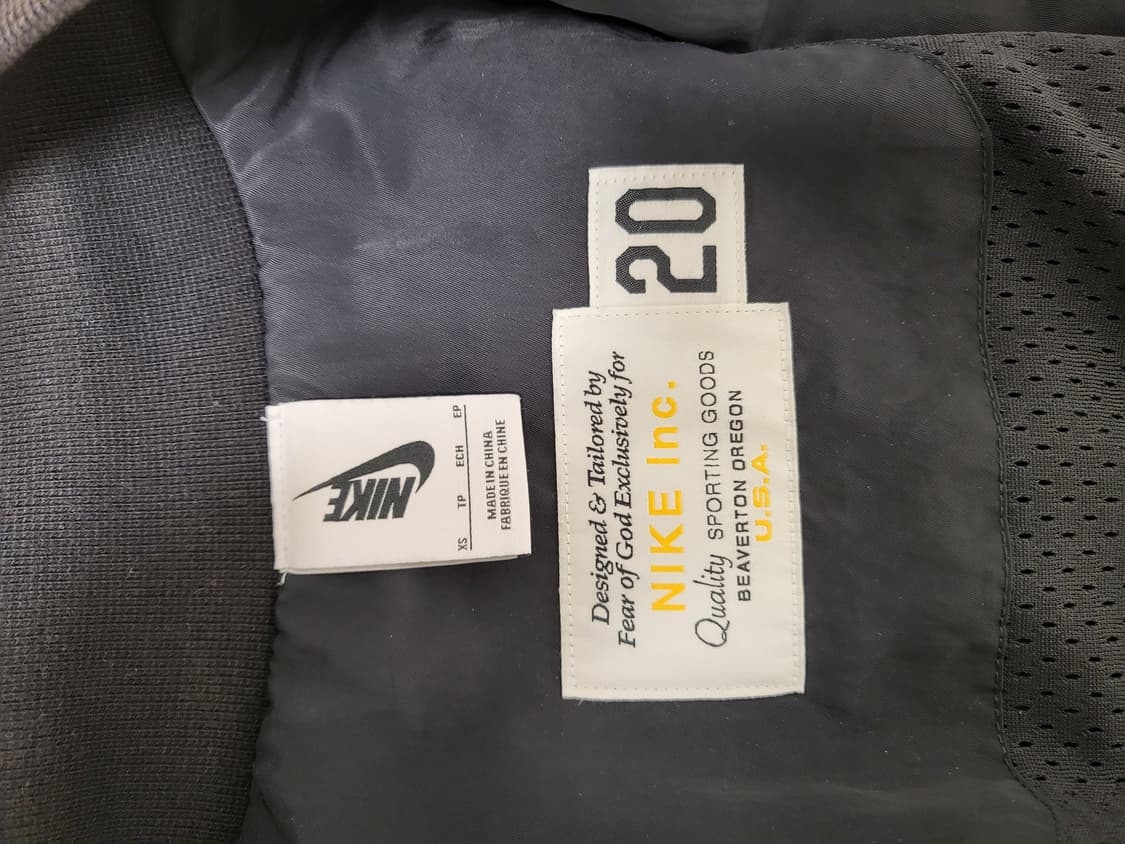 NIKE
XS TP ECH EP
MADE IN CHINA
FABRIQUE EN CHINE
20
Designed & Tailored by
Fear of God Exclusively for
NIKE Inc.
Quality SPORTING GOODS
BEAVERTON OREGON
U.S.A.